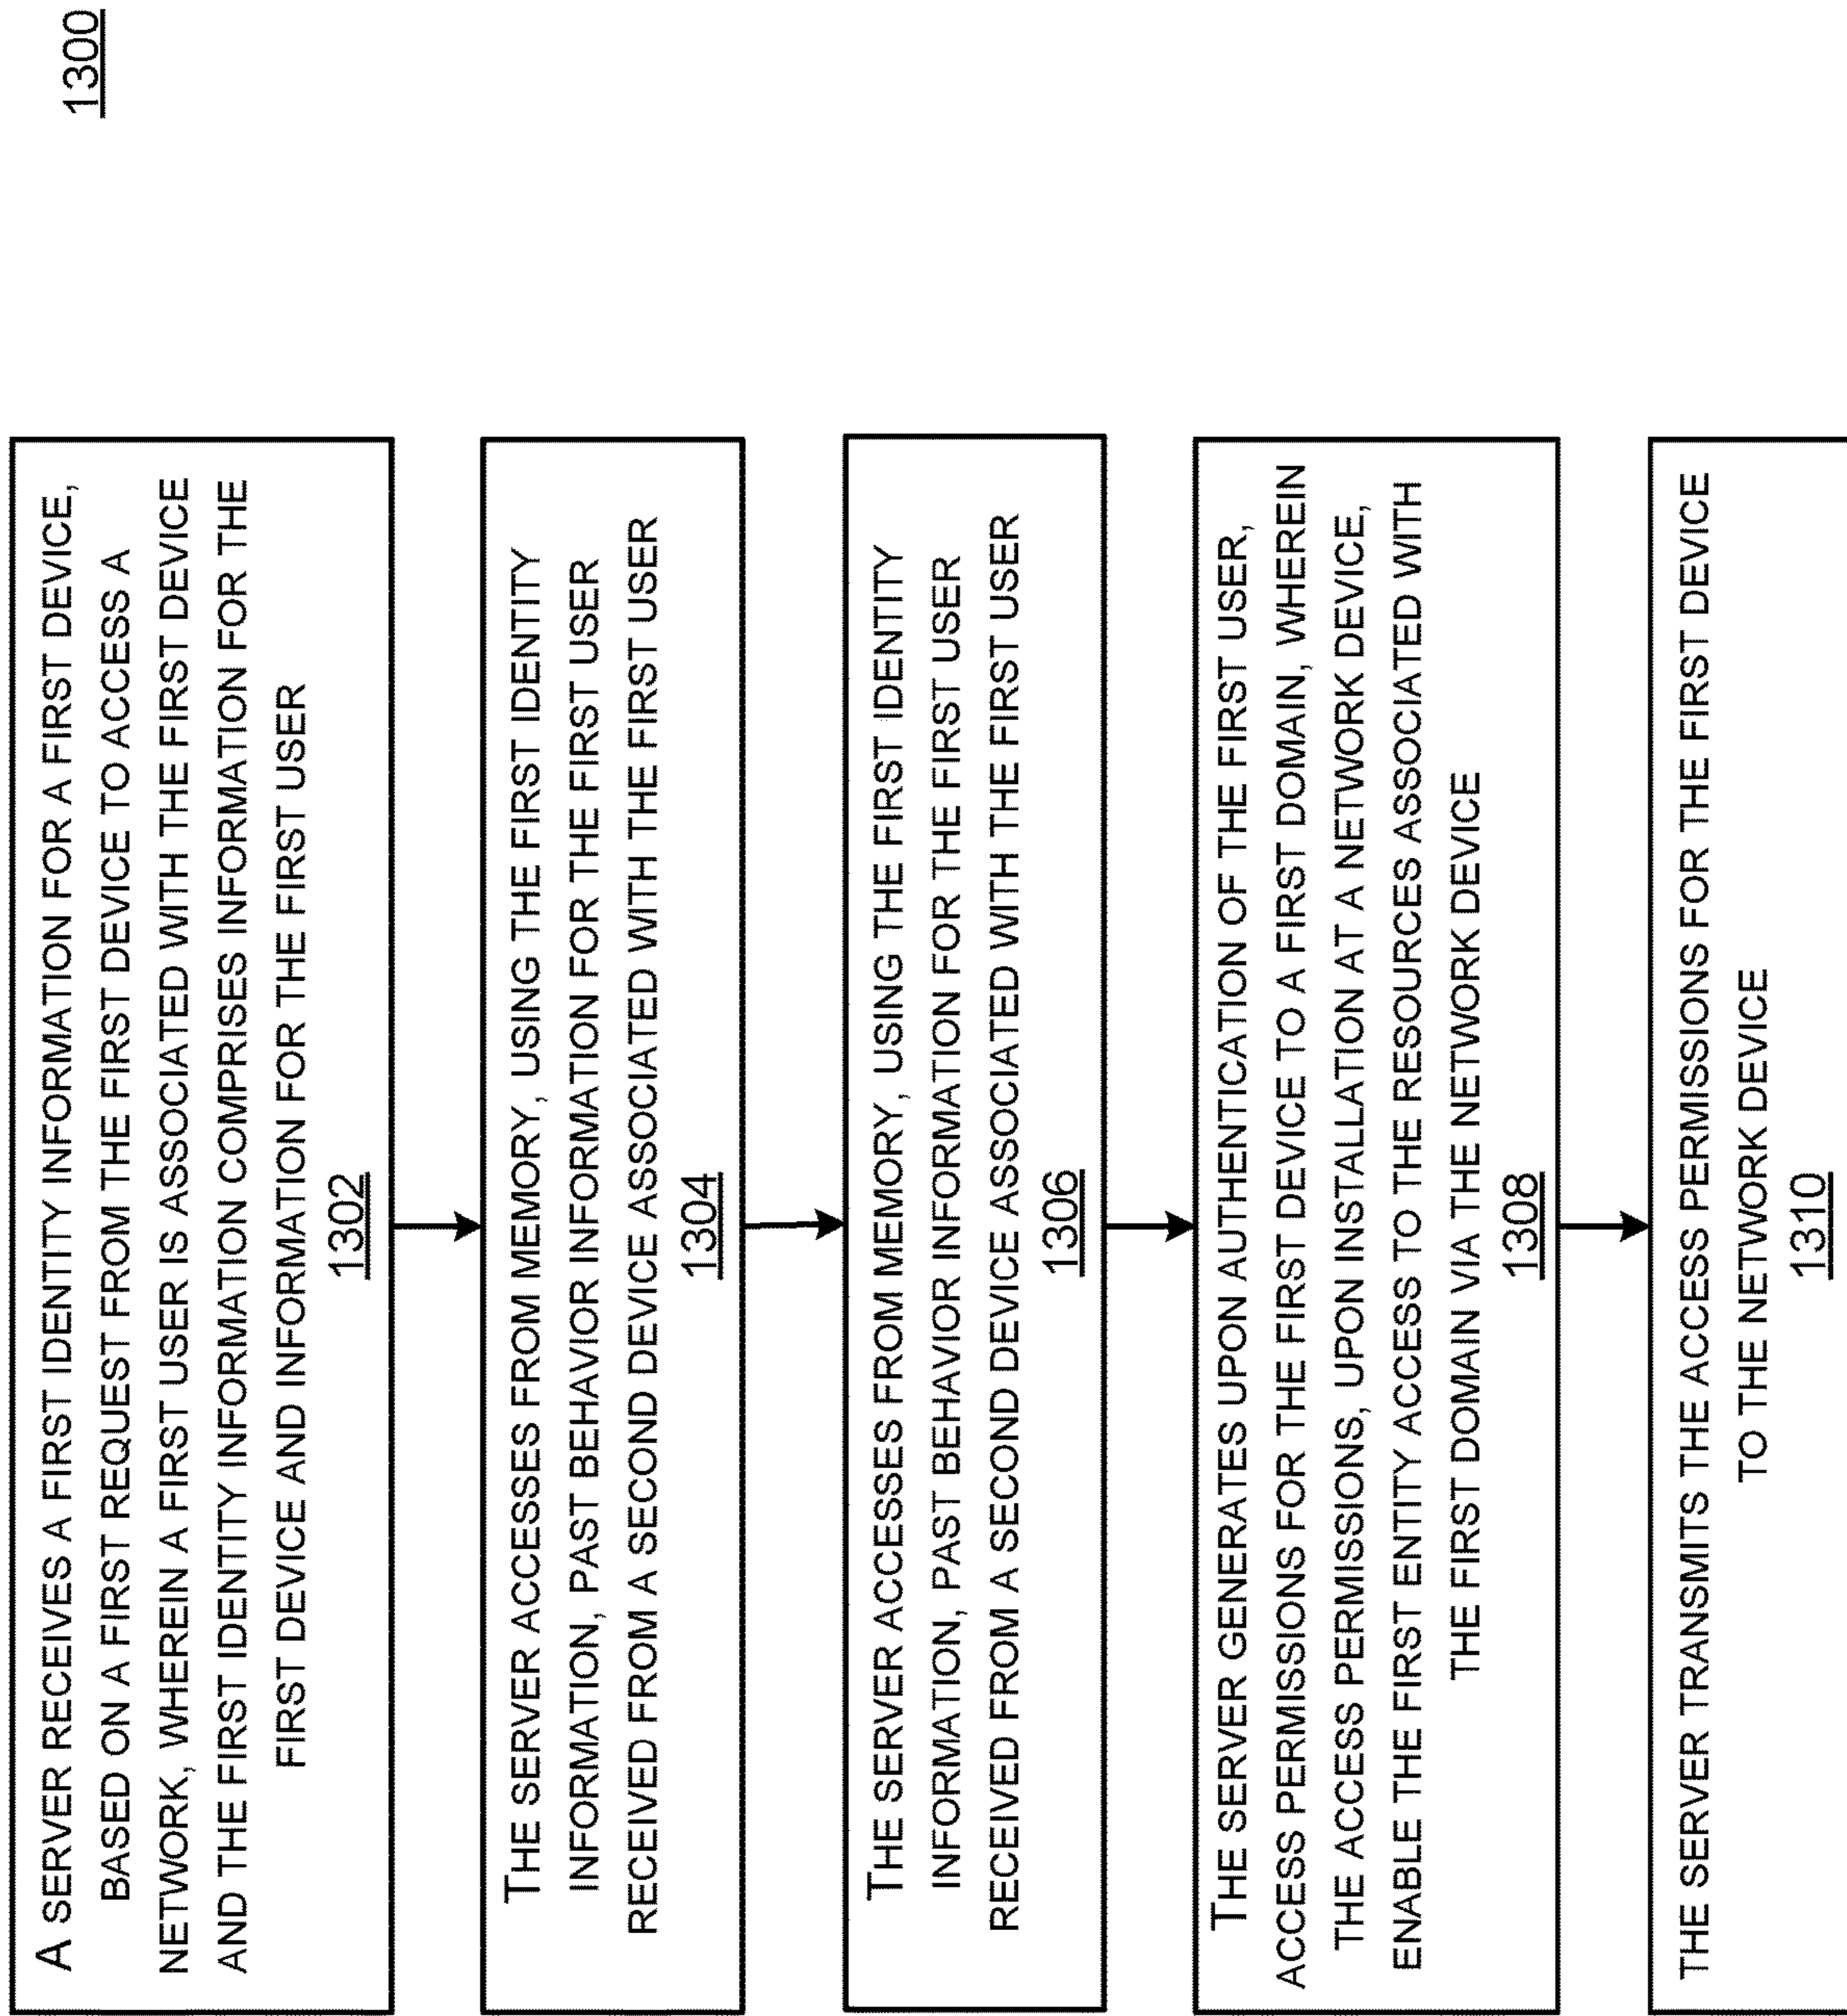 1300
A SERVER RECEIVES A FIRST IDENTITY INFORMATION FOR A FIRST DEVICE,
BASED ON A FIRST REQUEST FROM THE FIRST DEVICE TO ACCESS A
NETWORK, WHEREIN A FIRST USER IS ASSOCIATED WITH THE FIRST DEVICE
AND THE FIRST IDENTITY INFORMATION COMPRISES INFORMATION FOR THE
FIRST DEVICE AND INFORMATION FOR THE FIRST USER
1302
THE SERVER ACCESSES FROM MEMORY, USING THE FIRST IDENTITY
INFORMATION, PAST BEHAVIOR INFORMATION FOR THE FIRST USER
RECEIVED FROM A SECOND DEVICE ASSOCIATED WITH THE FIRST USER
1304
THE SERVER ACCESSES FROM MEMORY, USING THE FIRST IDENTITY
INFORMATION, PAST BEHAVIOR INFORMATION FOR THE FIRST USER
RECEIVED FROM A SECOND DEVICE ASSOCIATED WITH THE FIRST USER
1306
THE SERVER GENERATES UPON AUTHENTICATION OF THE FIRST USER,
ACCESS PERMISSIONS FOR THE FIRST DEVICE TO A FIRST DOMAIN, WHEREIN
THE ACCESS PERMISSIONS, UPON INSTALLATION AT A NETWORK DEVICE,
ENABLE THE FIRST ENTITY ACCESS TO THE RESOURCES ASSOCIATED WITH
THE FIRST DOMAIN VIA THE NETWORK DEVICE
1308
THE SERVER TRANSMITS THE ACCESS PERMISSIONS FOR THE FIRST DEVICE
TO THE NETWORK DEVICE
1310